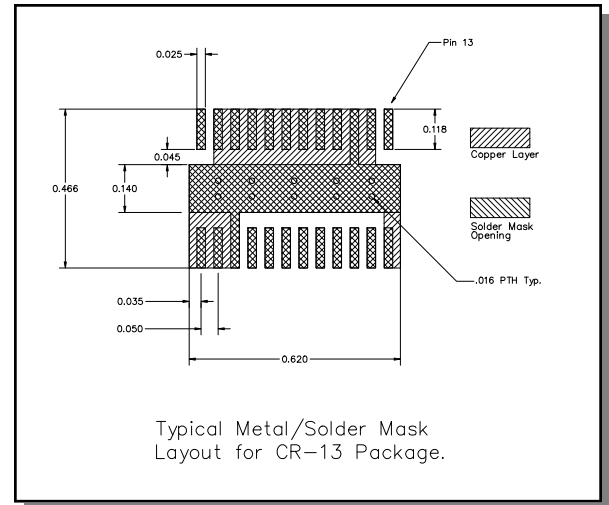 Pin 13
0.025
0.118
0.045
Copper Layer
0.466
0.140
Solder Mask
Opening
.016 PTH Typ.
0.035
0.050
0.620
Typical Metal/Solder Mask
Layout for CR–13 Package.